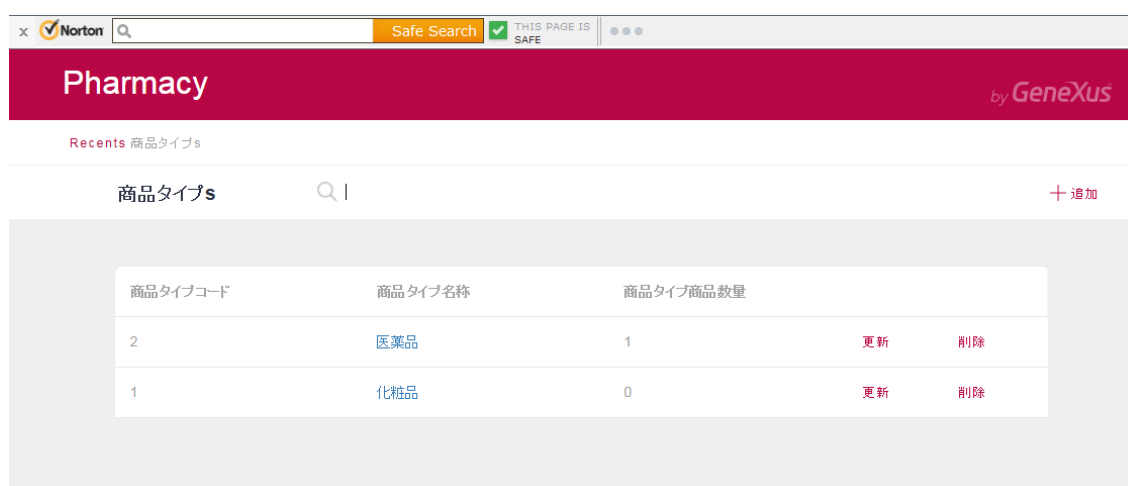 x Norton Safe Search THIS PAGE IS
SAFE
Pharmacy by GeneXus
Recents 商品タイプs
商品タイプs 追加
商品タイプコード 商品タイプ名称 商品タイプ商品数量
2 医薬品 1 更新 削除
1 化粧品 0 更新 削除